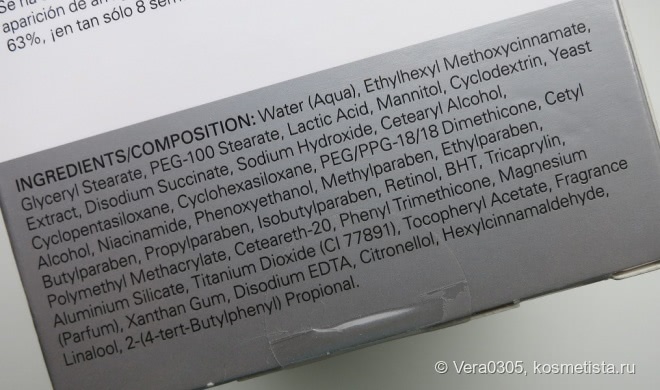 Se ha
aparición de
63%, ¡en tan sólo 8 sem
INGREDIENTS/COMPOSITION: Water (Aqua), Ethylhexyl Methoxycinnamate,
Glyceryl Stearate, PEG-100 Stearate, Lactic Acid, Mannitol, Cyclodextrin, Yeast
Extract, Disodium Succinate, Sodium Hydroxide, Cetearyl Alcohol,
Cyclopentasiloxane, Cyclohexasiloxane, PEG/PPG-18/18 Dimethicone, Cetyl
Alcohol, Niacinamide, Phenoxyethanol, Methylparaben, Ethylparaben,
Butylparaben, Propylparaben, Isobutylparaben, Retinol, BHT, Tricaprylin,
Polymethyl Methacrylate, Ceteareth-20, Phenyl Trimethicone, Magnesium
Aluminium Silicate, Titanium Dioxide (CI 77891), Tocopheryl Acetate, Fragrance
(Parfum), Xanthan Gum, Disodium EDTA, Citronellol, Hexylcinnamaldehyde,
Linalool, 2-(4-tert-Butylphenyl) Propional.
© Vera0305, kosmetista.ru